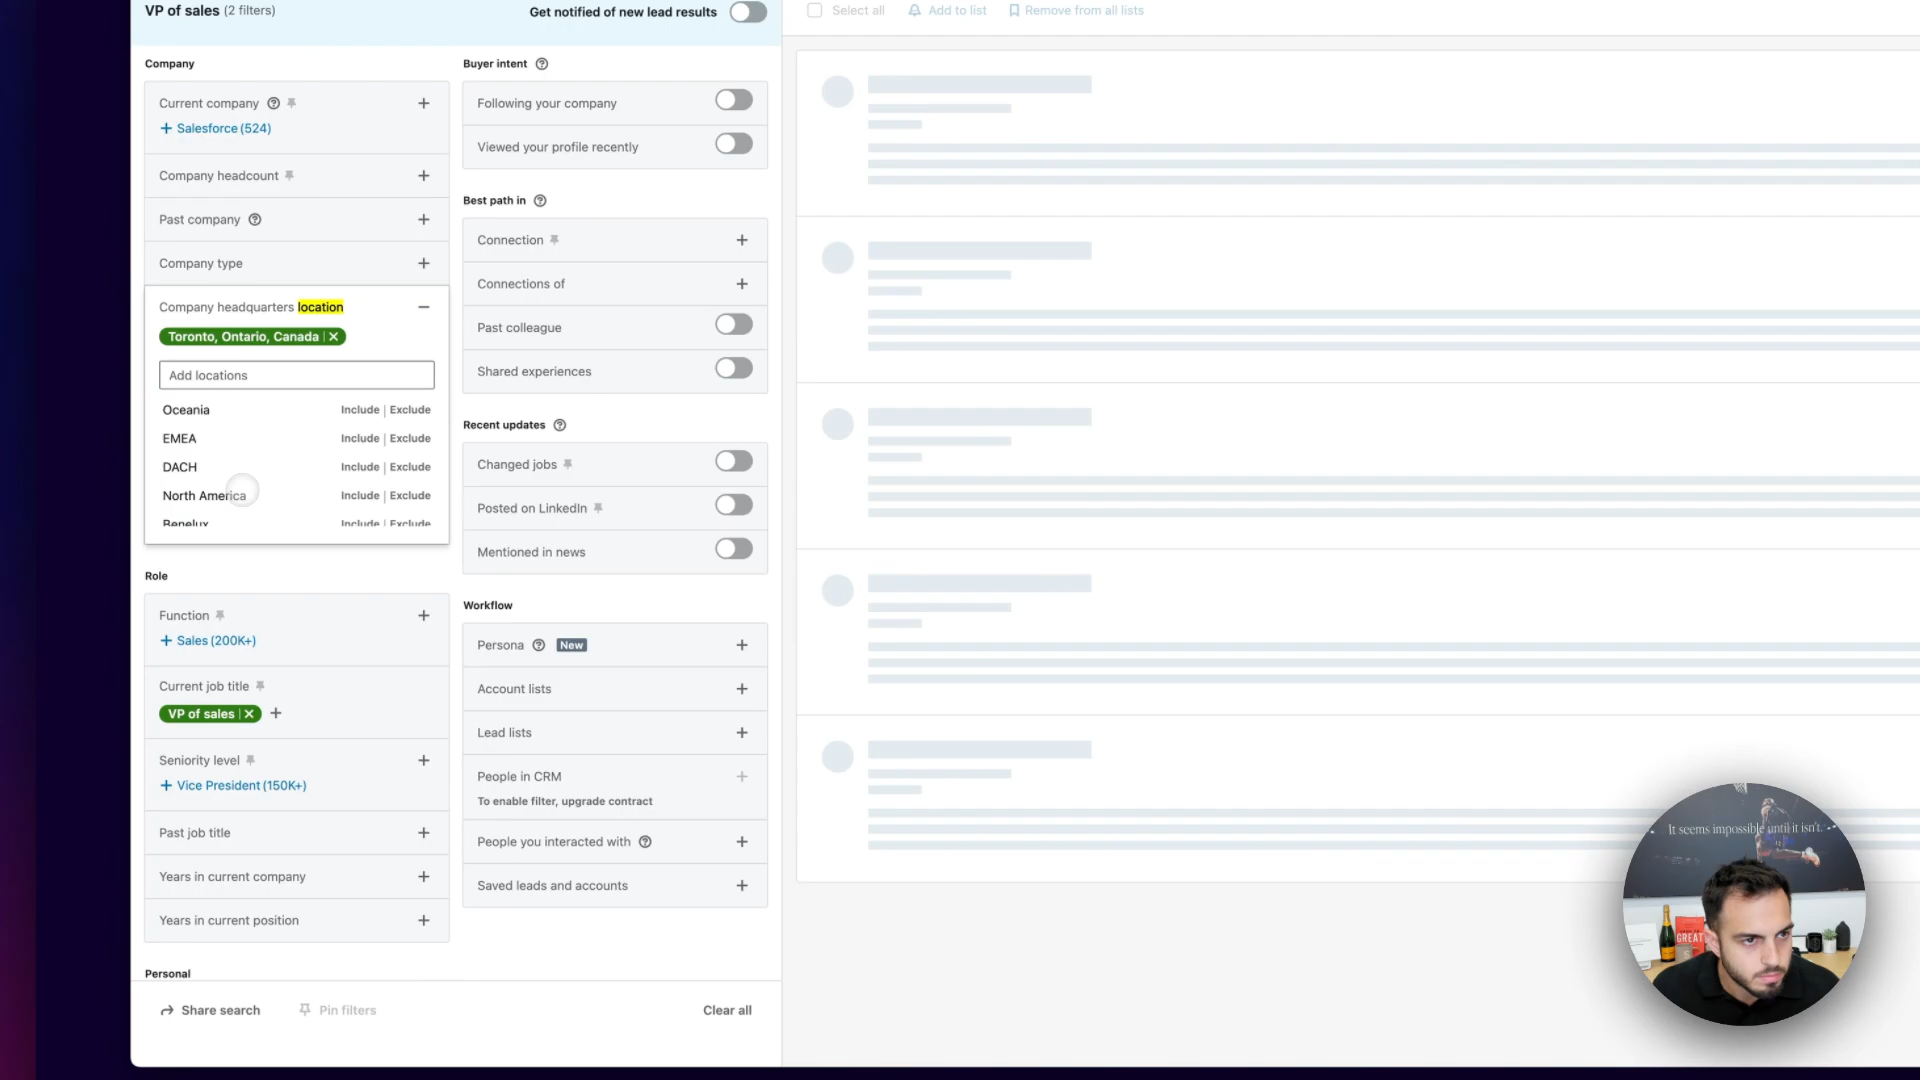 VP of sales (2 filters)
Get notified of new lead results
Select all
Add to list
Remove from all lists
Company
Current company
+ Salesforce (524)
Company headcount
Past company
Company type
Company headquarters location
Toronto, Ontario, Canada
Add locations
Oceania Include | Exclude
EMEA Include | Exclude
DACH Include | Exclude
North America Include | Exclude
Benelux Include | Exclude
Role
Function
+ Sales (200K+)
Current job title
VP of sales
Seniority level
+ Vice President (150K+)
Past job title
Years in current company
Years in current position
Personal
Buyer intent
Following your company
Viewed your profile recently
Best path in
Connection
Connections of
Past colleague
Shared experiences
Recent updates
Changed jobs
Posted on LinkedIn
Mentioned in news
Workflow
Persona New
Account lists
Lead lists
People in CRM
To enable filter, upgrade contract
People you interacted with
Saved leads and accounts
Share search
Pin filters
Clear all
It seems impossible until it isn't.
GREAT